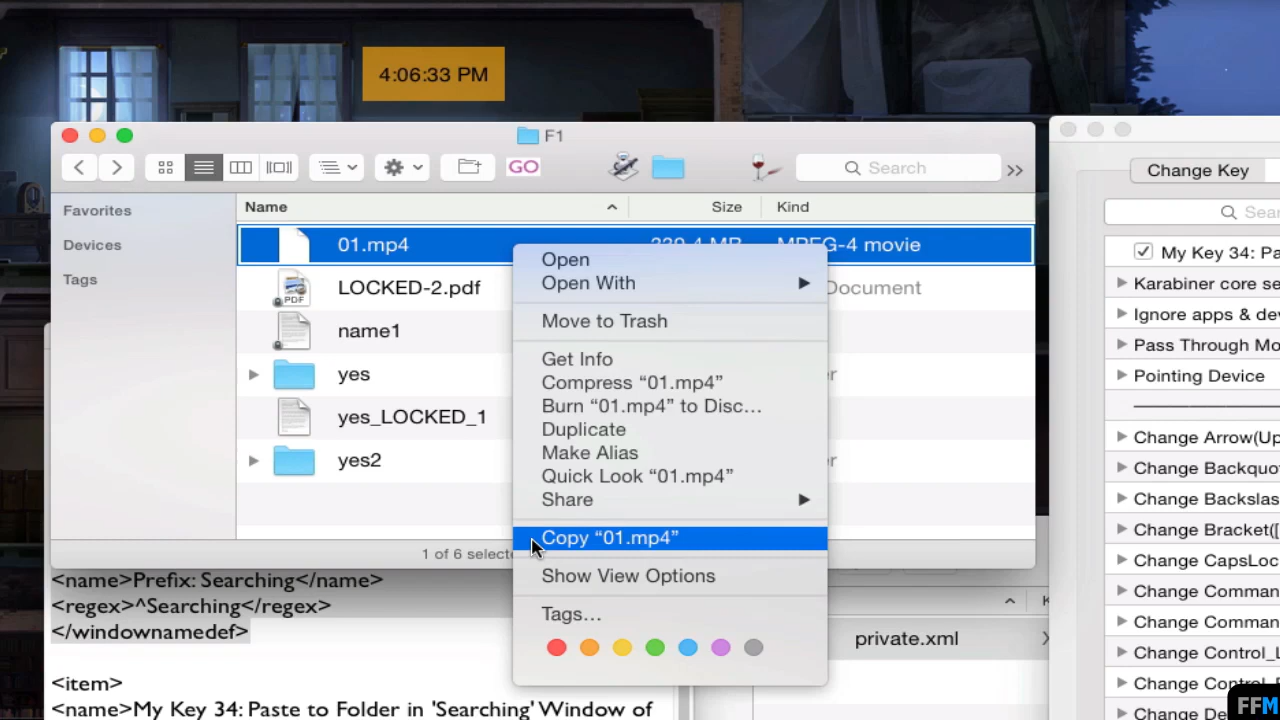 4:06:33 PM
F1
GO
Search
Favorites
Devices
Tags
Name
Size
Kind
01.mp4
MPEG-4 movie
LOCKED-2.pdf
Document
PDF
name1
yes
yes_LOCKED_1
yes2
1 of 6 selecte
Open
Open With
Move to Trash
Get Info
Compress “01.mp4”
Burn “01.mp4” to Disc…
Duplicate
Make Alias
Quick Look “01.mp4”
Share
Copy “01.mp4”
Show View Options
Tags…
<name>Prefix: Searching</name>
<regex>^Searching</regex>
</windownamedef>
<item>
<name>My Key 34: Paste to Folder in 'Searching' Window of
private.xml
Change Key
Sear
My Key 34: Pa
Karabiner core se
Ignore apps & de
Pass Through Mo
Pointing Device
Change Arrow(Up
Change Backquo
Change Backslas
Change Bracket([
Change CapsLoc
Change Comman
Change Comman
Change Control_L
Change Control_
Change De
FFM